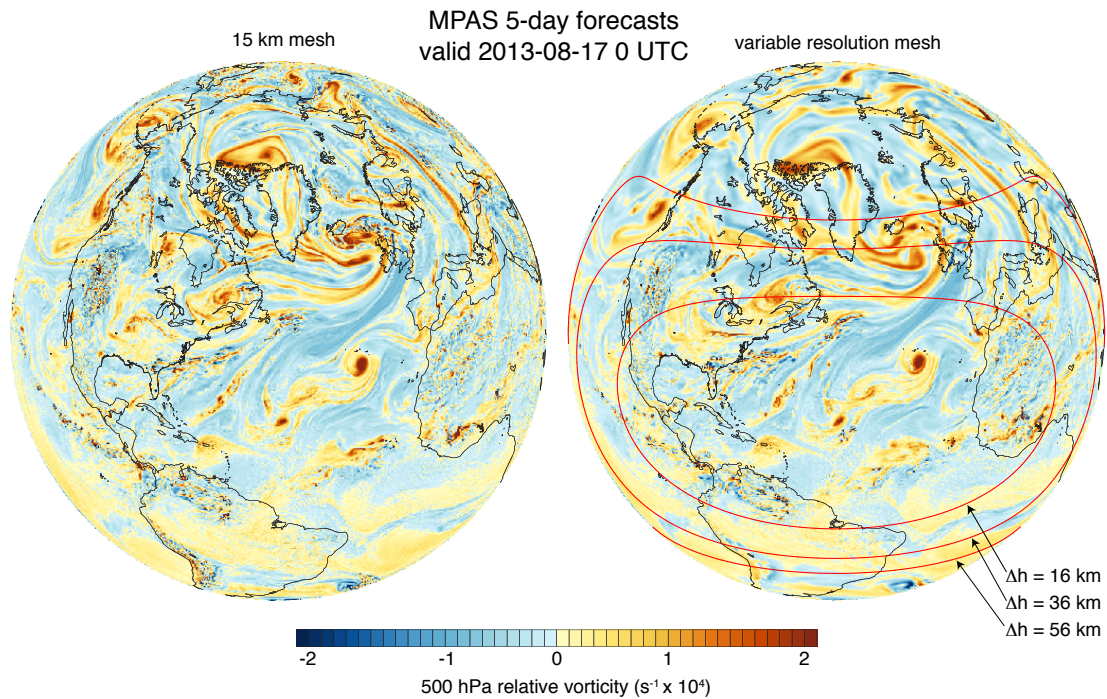 MPAS 5-day forecasts
valid 2013-08-17 0 UTC
15 km mesh
variable resolution mesh
Δh = 16 km
Δh = 36 km
Δh = 56 km
-2 -1 0 1 2
500 hPa relative vorticity (s⁻¹ x 10⁴)